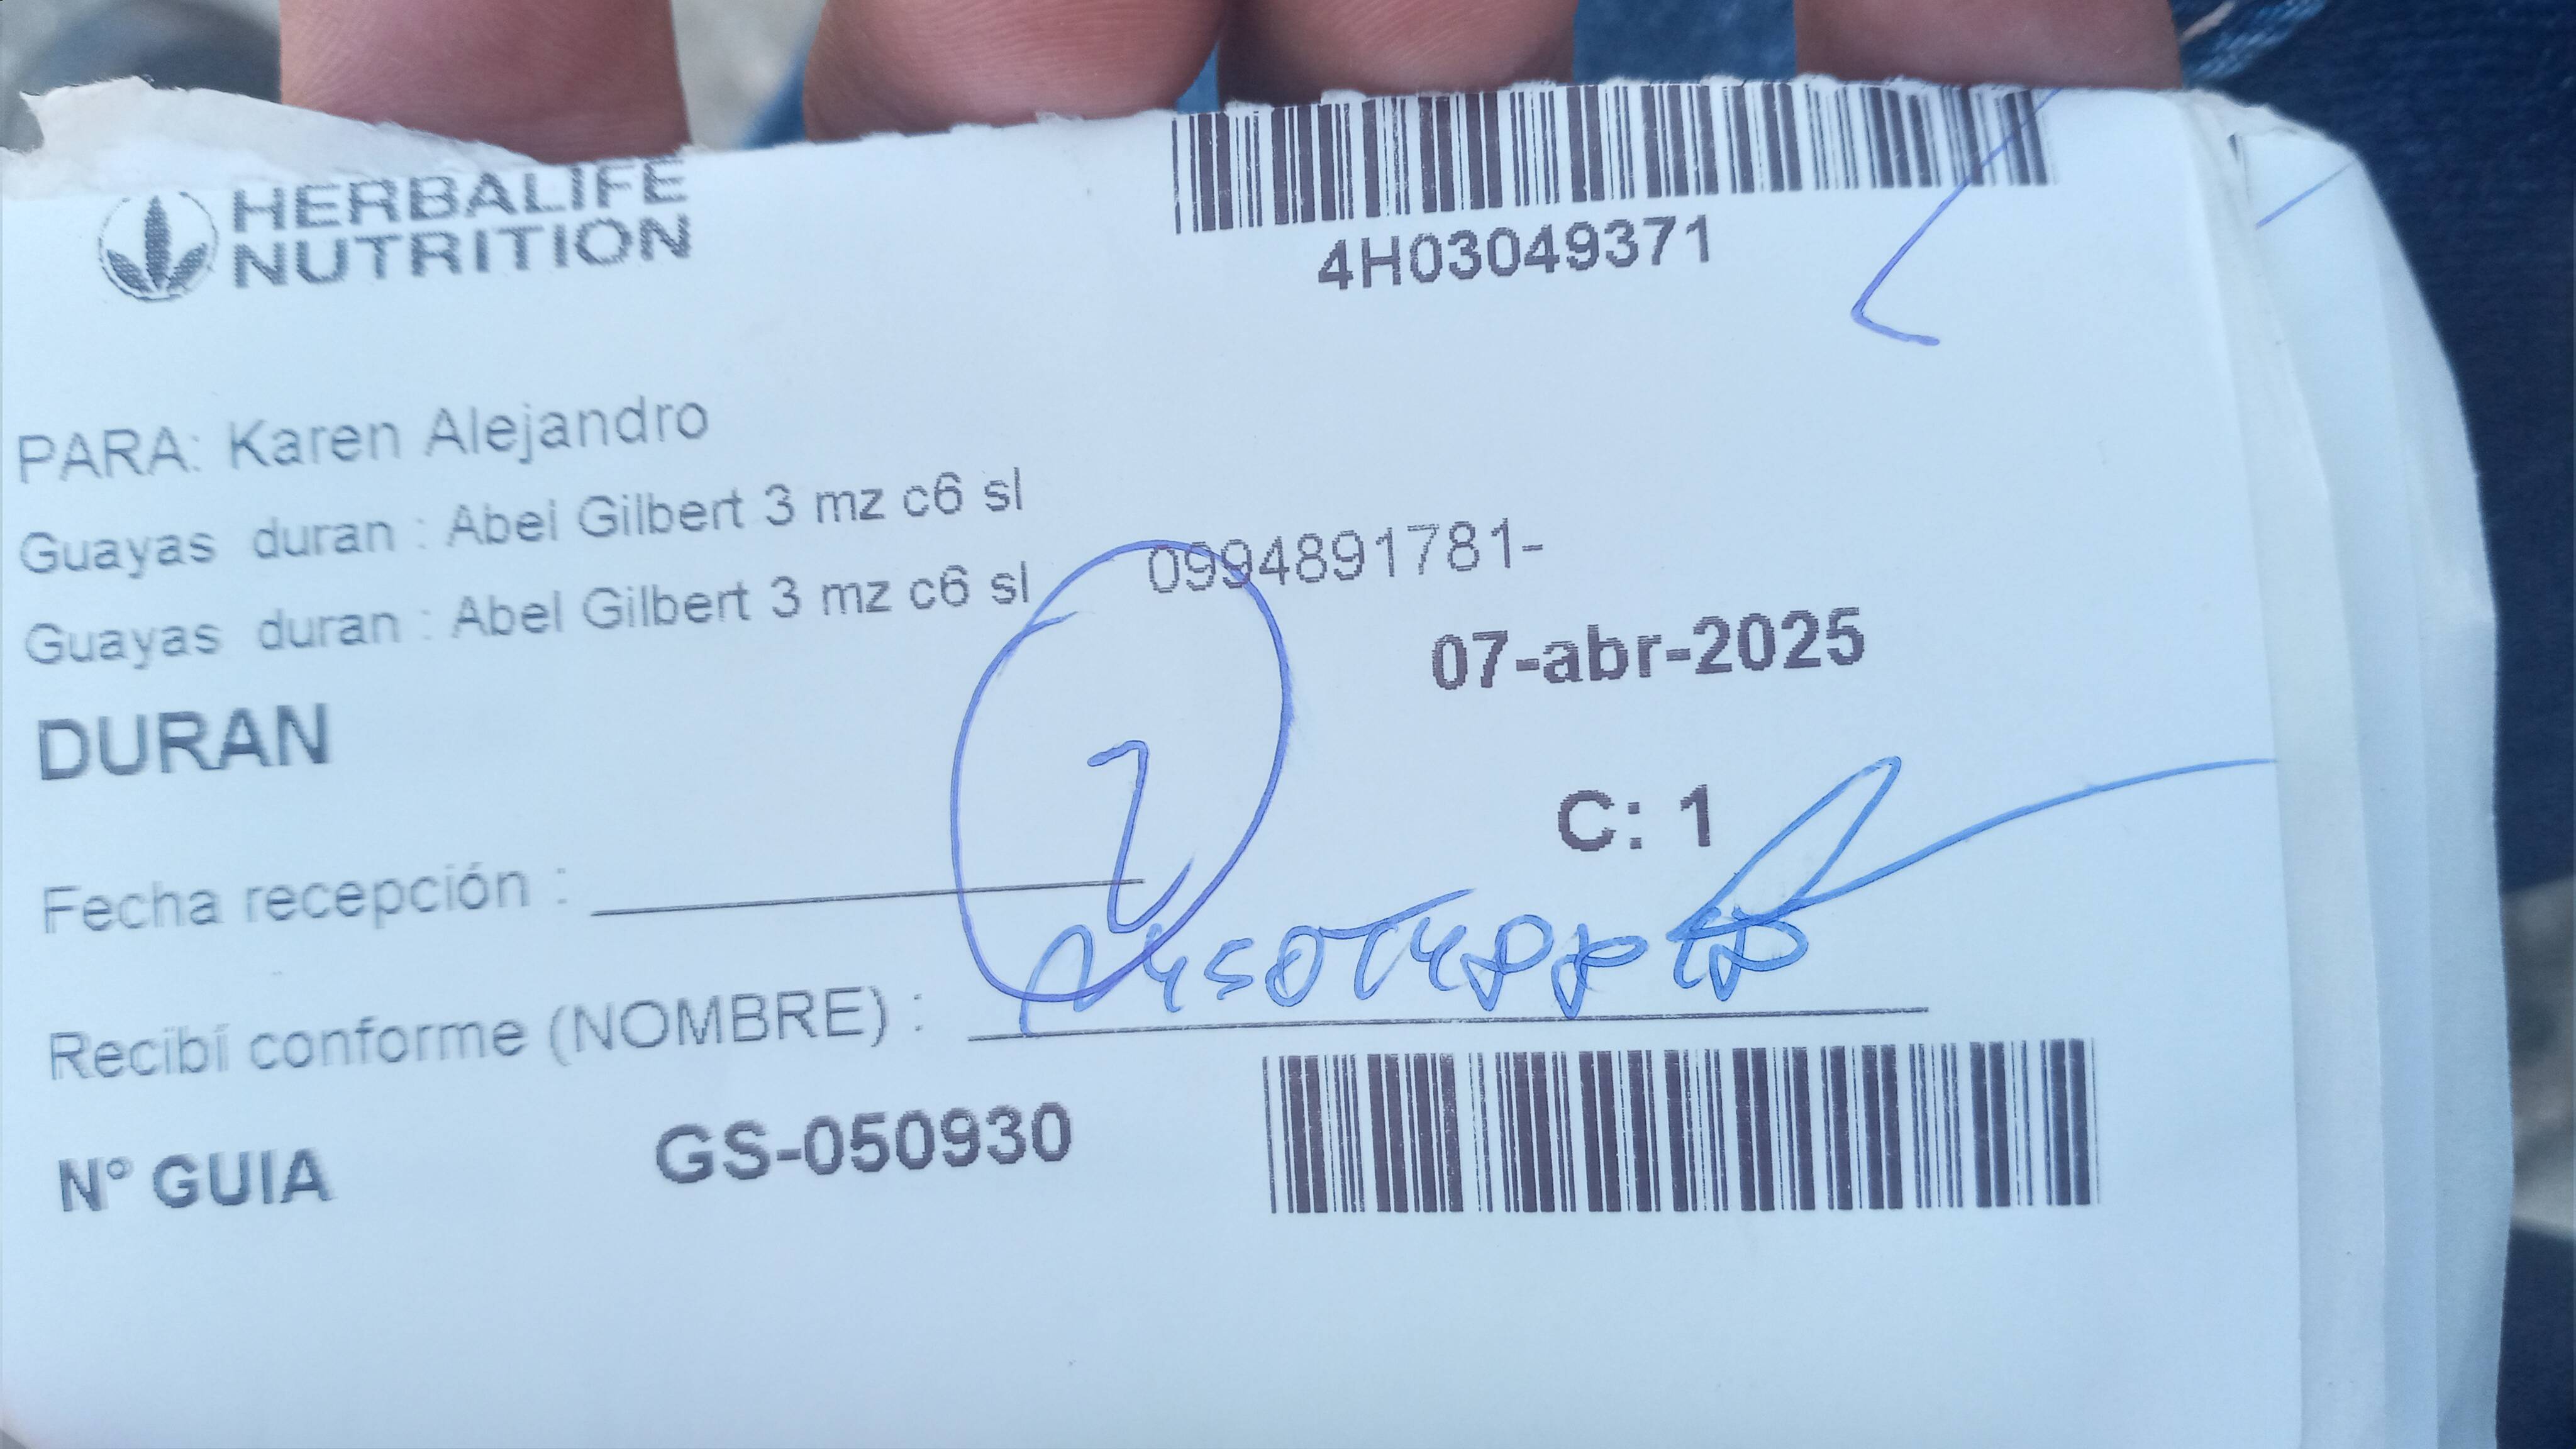 HERBALIFE
NUTRITION
4H03049371
PARA: Karen Alejandro
Guayas duran : Abel Gilbert 3 mz c6 sl
0994891781-
Guayas duran : Abel Gilbert 3 mz c6 sl
07-abr-2025
DURAN
C: 1
Fecha recepción :
Recibí conforme (NOMBRE) :
Nº GUIA GS-050930